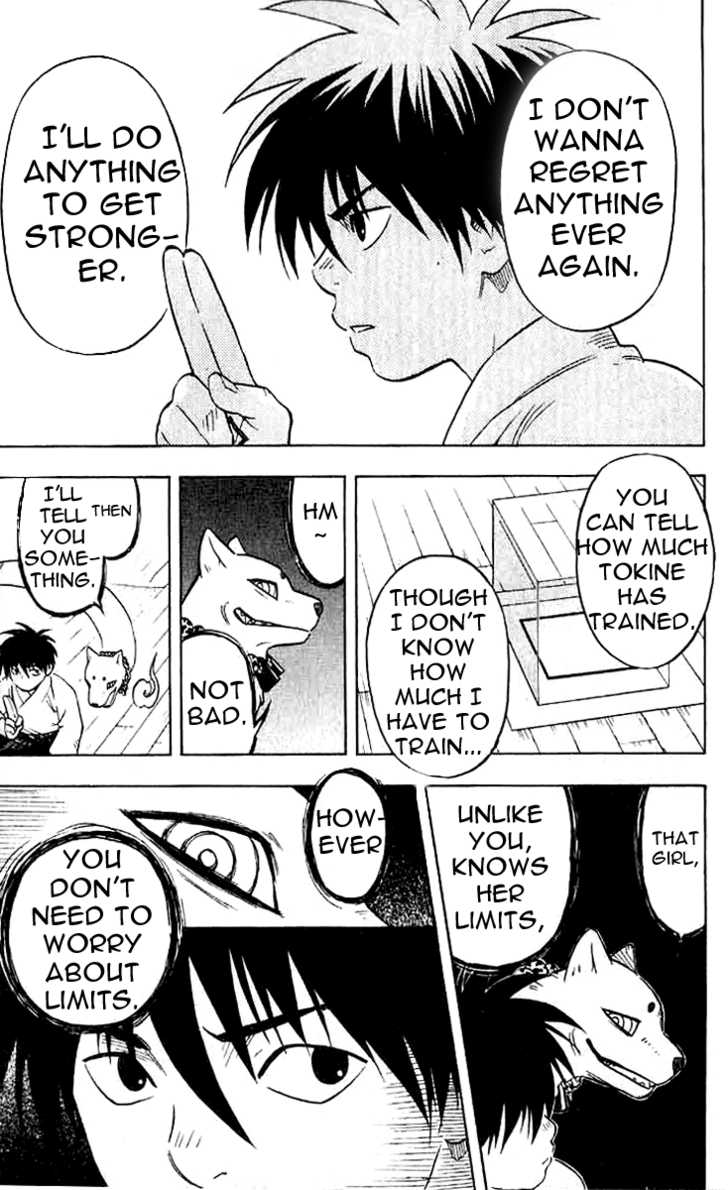 I DON'T
WANNA
REGRET
ANYTHING
EVER
AGAIN.
I'LL DO
ANYTHING
TO GET
STRONG-
ER.
YOU
CAN TELL
HOW MUCH
TOKINE
HAS
TRAINED.
THOUGH
I DON'T
KNOW
HOW
MUCH I
HAVE TO
TRAIN...
HM
~
NOT
BAD.
THEN
I'LL
TELL
YOU
SOME-
THING.
THAT
GIRL,
UNLIKE
YOU,
KNOWS
HER
LIMITS,
HOW-
EVER
YOU
DON'T
NEED TO
WORRY
ABOUT
LIMITS.